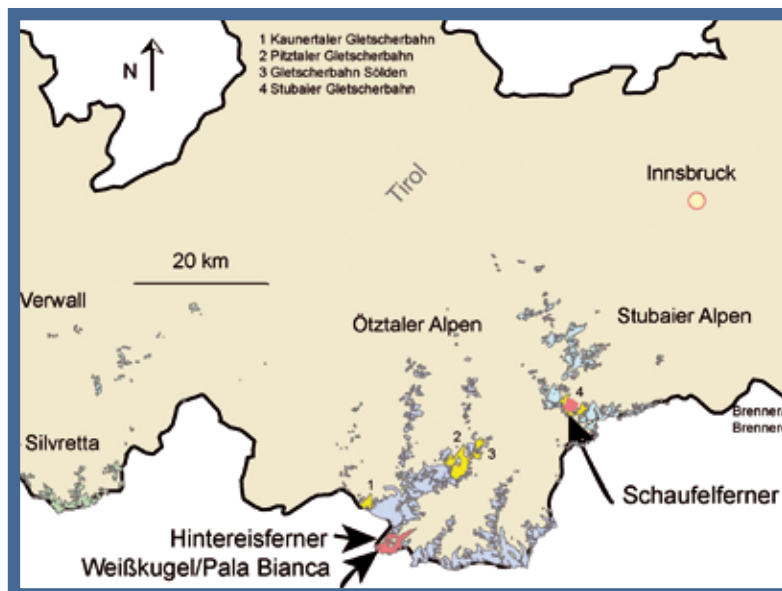 1 Kaunertaler Gletscherbahn
2 Pitztaler Gletscherbahn
3 Gletscherbahn Sölden
4 Stubaier Gletscherbahn
N
Tirol
Innsbruck
20 km
Verwall
Ötztaler Alpen
Stubaier Alpen
4
Brenner
Brenner
Silvretta
2
3
1
Schaufelferner
Hintereisferner
Weißkugel/Pala Bianca